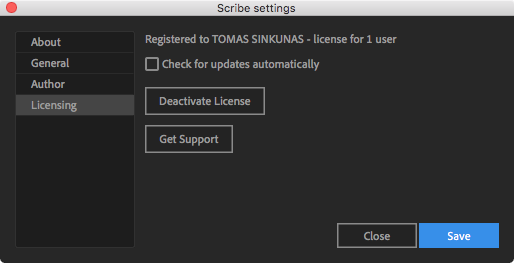 Scribe settings
About
General
Author
Licensing
Registered to TOMAS SINKUNAS - license for 1 user
Check for updates automatically
Deactivate License
Get Support
Close
Save